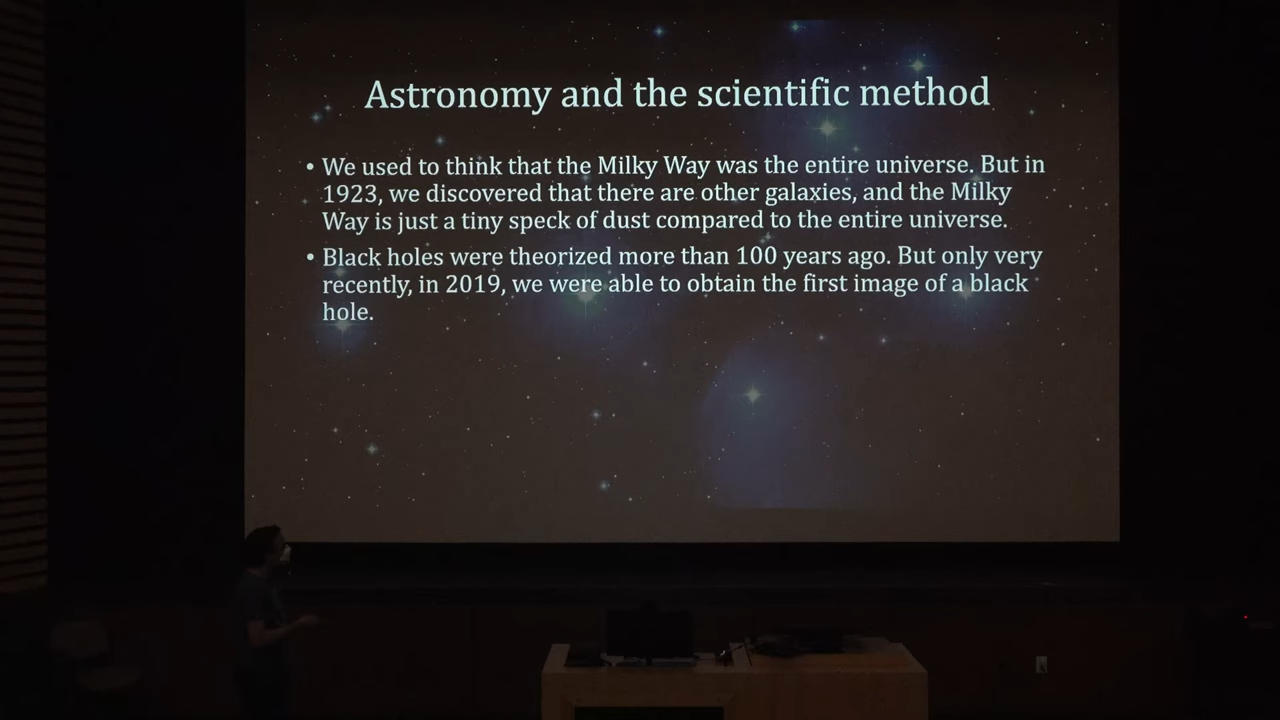 Astronomy and the scientific method
• We used to think that the Milky Way was the entire universe. But in
1923, we discovered that there are other galaxies, and the Milky
Way is just a tiny speck of dust compared to the entire universe.
• Black holes were theorized more than 100 years ago. But only very
recently, in 2019, we were able to obtain the first image of a black
hole.